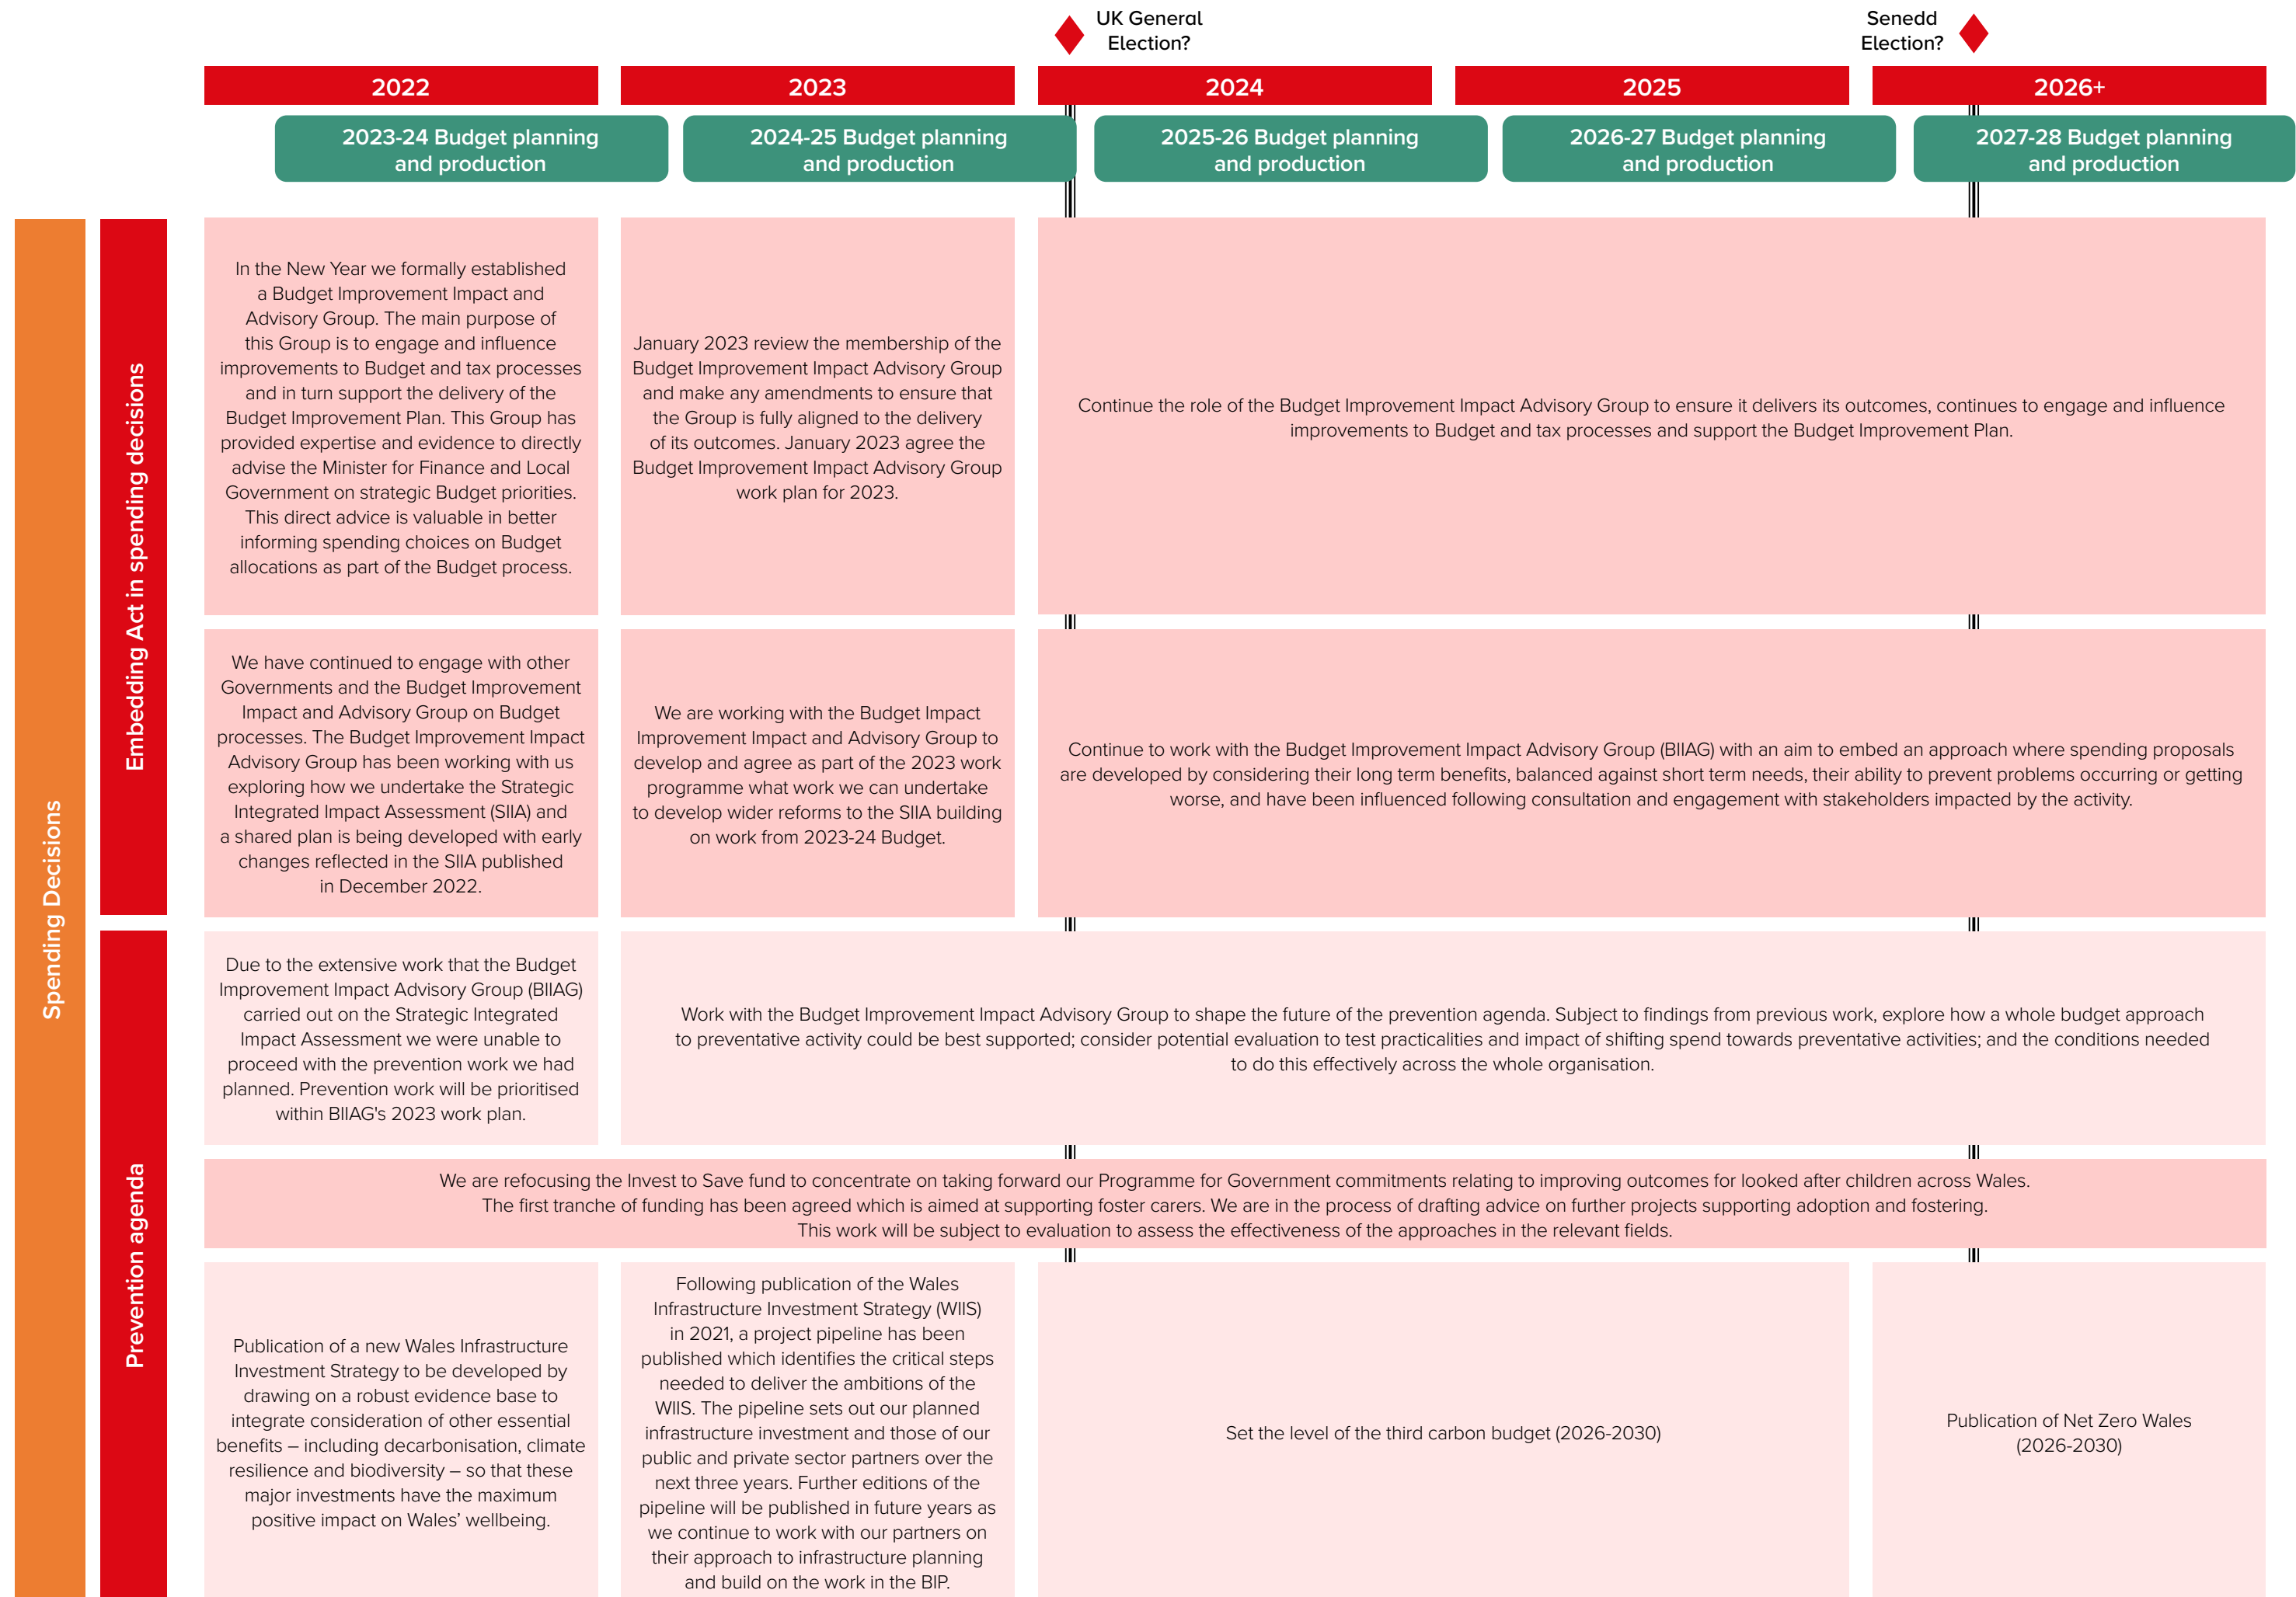 UK General
Election?
Senedd
Election?
2022
2023
2024
2025
2026+
2023-24 Budget planning
and production
2024-25 Budget planning
and production
2025-26 Budget planning
and production
2026-27 Budget planning
and production
2027-28 Budget planning
and production
Spending Decisions
Embedding Act in spending decisions
In the New Year we formally established
a Budget Improvement Impact and
Advisory Group. The main purpose of
this Group is to engage and influence
improvements to Budget and tax processes
and in turn support the delivery of the
Budget Improvement Plan. This Group has
provided expertise and evidence to directly
advise the Minister for Finance and Local
Government on strategic Budget priorities.
This direct advice is valuable in better
informing spending choices on Budget
allocations as part of the Budget process.
January 2023 review the membership of the
Budget Improvement Impact Advisory Group
and make any amendments to ensure that
the Group is fully aligned to the delivery
of its outcomes. January 2023 agree the
Budget Improvement Impact Advisory Group
work plan for 2023.
Continue the role of the Budget Improvement Impact Advisory Group to ensure it delivers its outcomes, continues to engage and influence
improvements to Budget and tax processes and support the Budget Improvement Plan.
We have continued to engage with other
Governments and the Budget Improvement
Impact and Advisory Group on Budget
processes. The Budget Improvement Impact
Advisory Group has been working with us
exploring how we undertake the Strategic
Integrated Impact Assessment (SIIA) and
a shared plan is being developed with early
changes reflected in the SIIA published
in December 2022.
We are working with the Budget Impact
Improvement Impact and Advisory Group to
develop and agree as part of the 2023 work
programme what work we can undertake
to develop wider reforms to the SIIA building
on work from 2023-24 Budget.
Continue to work with the Budget Improvement Impact Advisory Group (BIIAG) with an aim to embed an approach where spending proposals
are developed by considering their long term benefits, balanced against short term needs, their ability to prevent problems occurring or getting
worse, and have been influenced following consultation and engagement with stakeholders impacted by the activity.
Prevention agenda
Due to the extensive work that the Budget
Improvement Impact Advisory Group (BIIAG)
carried out on the Strategic Integrated
Impact Assessment we were unable to
proceed with the prevention work we had
planned. Prevention work will be prioritised
within BIIAG's 2023 work plan.
Work with the Budget Improvement Impact Advisory Group to shape the future of the prevention agenda. Subject to findings from previous work, explore how a whole budget approach
to preventative activity could be best supported; consider potential evaluation to test practicalities and impact of shifting spend towards preventative activities; and the conditions needed
to do this effectively across the whole organisation.
We are refocusing the Invest to Save fund to concentrate on taking forward our Programme for Government commitments relating to improving outcomes for looked after children across Wales.
The first tranche of funding has been agreed which is aimed at supporting foster carers. We are in the process of drafting advice on further projects supporting adoption and fostering.
This work will be subject to evaluation to assess the effectiveness of the approaches in the relevant fields.
Publication of a new Wales Infrastructure
Investment Strategy to be developed by
drawing on a robust evidence base to
integrate consideration of other essential
benefits – including decarbonisation, climate
resilience and biodiversity – so that these
major investments have the maximum
positive impact on Wales’ wellbeing.
Following publication of the Wales
Infrastructure Investment Strategy (WIIS)
in 2021, a project pipeline has been
published which identifies the critical steps
needed to deliver the ambitions of the
WIIS. The pipeline sets out our planned
infrastructure investment and those of our
public and private sector partners over the
next three years. Further editions of the
pipeline will be published in future years as
we continue to work with our partners on
their approach to infrastructure planning
and build on the work in the BIP.
Set the level of the third carbon budget (2026-2030)
Publication of Net Zero Wales
(2026-2030)